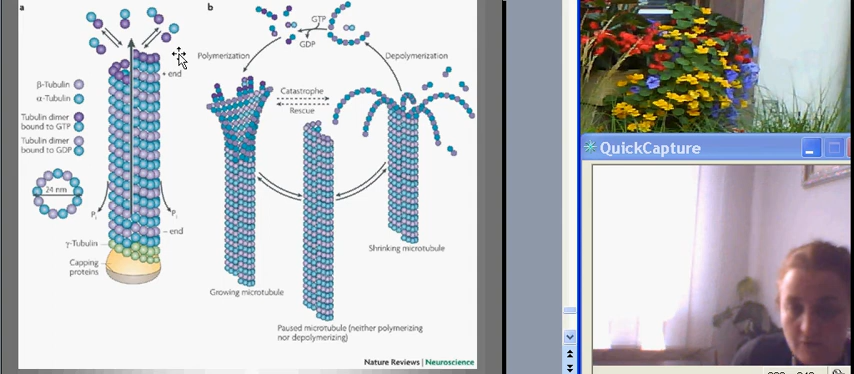 a
b
GTP
GDP
Polymerization
Depolymerization
+ end
β-Tubulin
α-Tubulin
Catastrophe
Rescue
Tubulin dimer
bound to GTP
Tubulin dimer
bound to GDP
24 nm
Pi
Pi
– end
γ-Tubulin
Capping
proteins
Shrinking microtubule
Growing microtubule
Paused microtubule (neither polymerizing
nor depolymerizing)
Nature Reviews | Neuroscience
QuickCapture